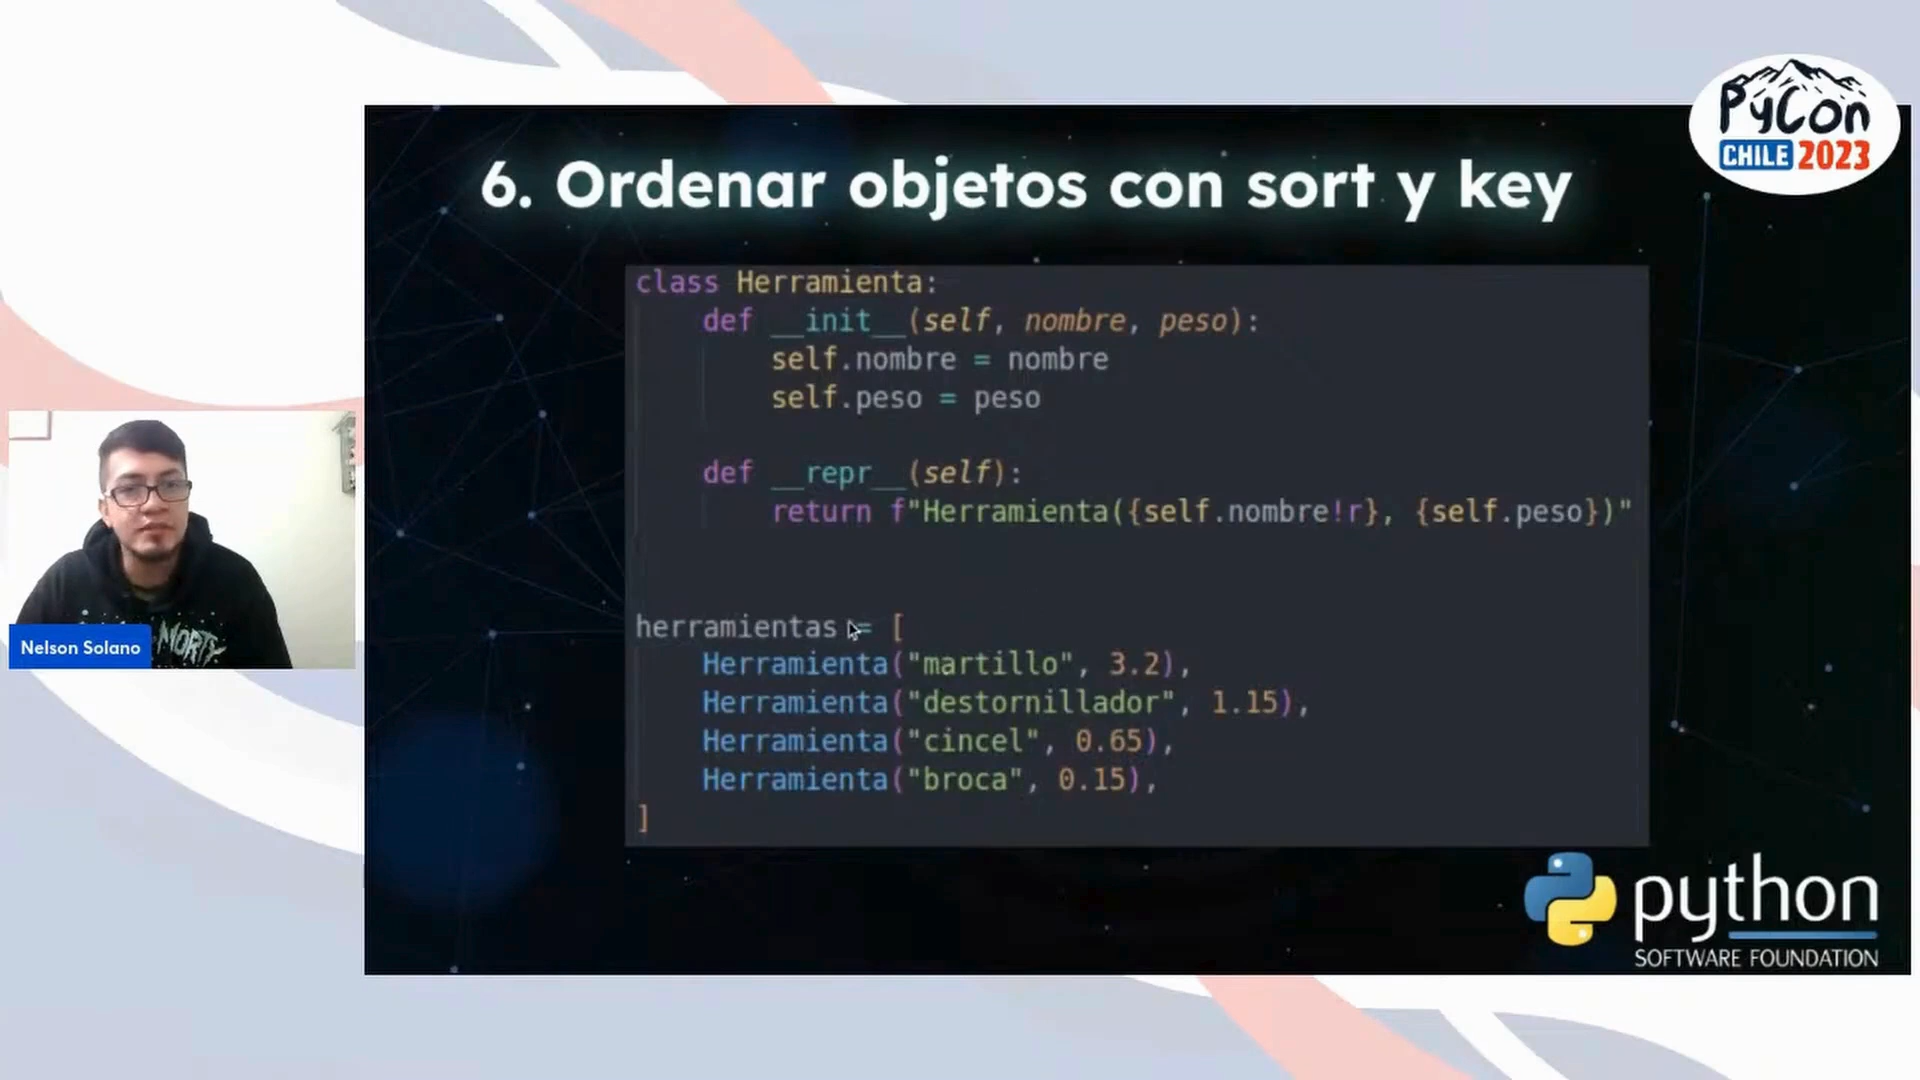 PyCon
CHILE 2023
6. Ordenar objetos con sort y key
class Herramienta:
def __init__(self, nombre, peso):
self.nombre = nombre
self.peso = peso
def __repr__(self):
return f"Herramienta({self.nombre!r}, {self.peso})"
herramientas = [
Herramienta("martillo", 3.2),
Herramienta("destornillador", 1.15),
Herramienta("cincel", 0.65),
Herramienta("broca", 0.15),
]
MORTY
Nelson Solano
python
SOFTWARE FOUNDATION